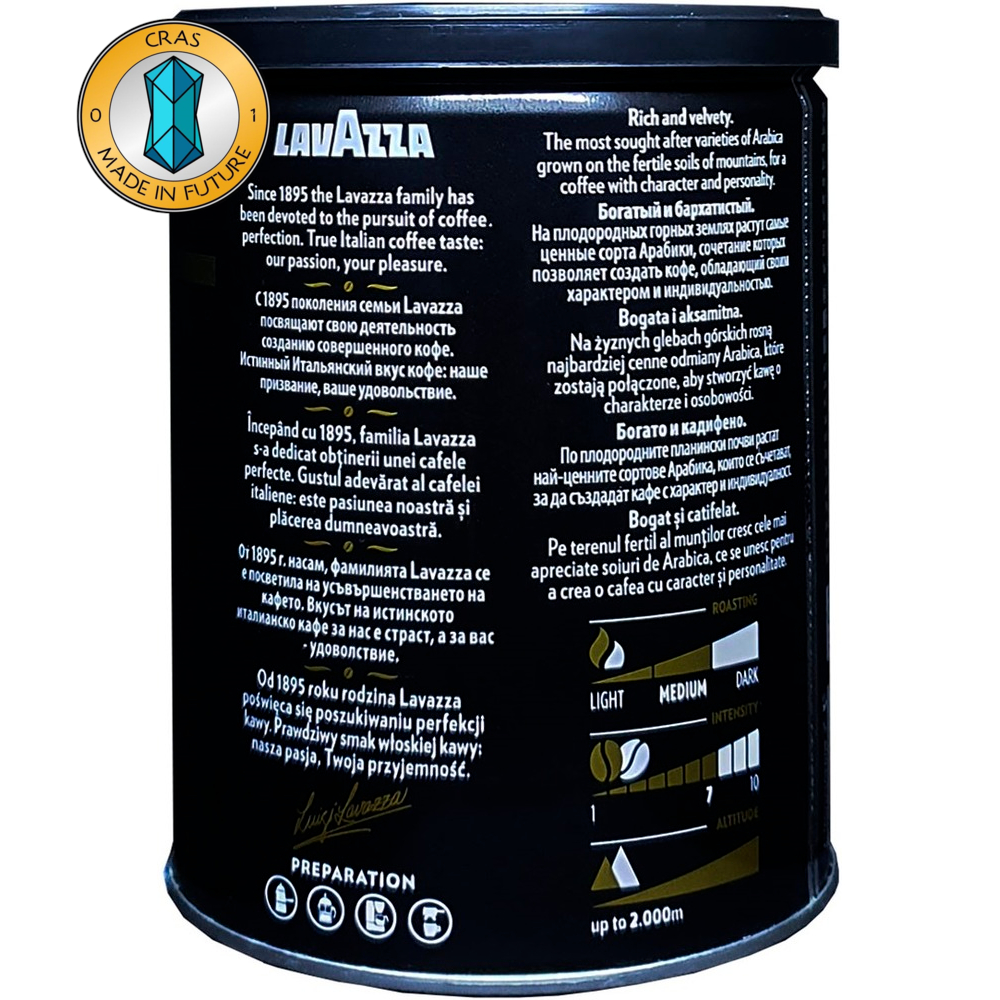 CRAS
0 1
MADE IN FUTURE
LAVAZZA
Since 1895 the Lavazza family has
been devoted to the pursuit of coffee.
perfection. True Italian coffee taste:
our passion, your pleasure.
С 1895 поколения семьи Lavazza
посвящают свою деятельность
созданию совершенного кофе.
Истинный Итальянский вкус кофе: наше
призвание, ваше удовольствие.
Începând cu 1895, familia Lavazza
s-a dedicat obținerii unei cafele
perfecte. Gustul adevărat al cafelei
italiene: este pasiunea noastră și
plăcerea dumneavoastră.
От 1895 г. насам, фамилията Lavazza се
е посветила на усъвършенстването на
кафето. Вкусът на истинското
италианско кафе за нас е страст, а за вас
- удоволствие.
Od 1895 roku rodzina Lavazza
poświęca się poszukiwaniu perfekcji
kawy. Prawdziwy smak włoskiej kawy:
nasza pasja, Twoja przyjemność.
Luigi Lavazza
PREPARATION
Rich and velvety.
The most sought after varieties of Arabica
grown on the fertile soils of mountains, for a
coffee with character and personality.
Богатый и бархатистый.
На плодородных горных землях растут самые
ценные сорта Арабики, сочетание которых
позволяет создать кофе, обладающий своим
характером и индивидуальностью.
Bogata i aksamitna.
Na żyznych glebach górskich rosną
najbardziej cenne odmiany Arabica, które
zostają połączone, aby stworzyć kawę o
charakterze i osobowości.
Богато и кадифено.
По плодородните планински почви растат
най-ценните сортове Арабика, които се съчетават,
за да създадат кафе с характер и индивидуалност.
Bogat și catifelat.
Pe terenul fertil al munților cresc cele mai
apreciate soiuri de Arabica, ce se unesc pentru
a crea o cafea cu caracter și personalitate.
ROASTING
LIGHT MEDIUM DARK
INTENSITY
1 7 10
ALTITUDE
up to 2.000m